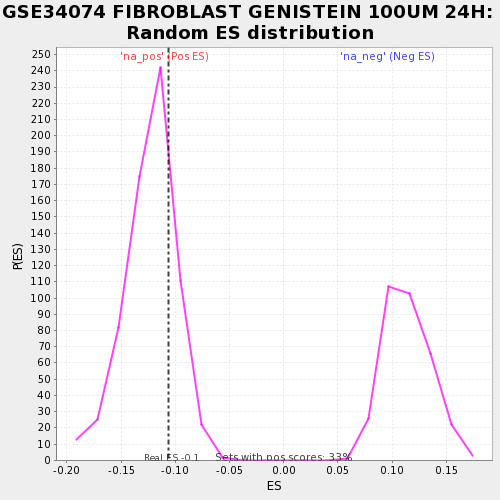 GSE34074 FIBROBLAST GENISTEIN 100UM 24H:
Random ES distribution
'na_pos' (Pos ES)
'na_neg' (Neg ES)
250
240
230
220
210
200
190
180
170
160
150
140
130
120
110
100
90
80
70
60
50
40
30
20
10
0
P(ES)
Real ES -0.1
Sets with pos scores: 33%
-0.20 -0.15 -0.10 -0.05 0.00 0.05 0.10 0.15
ES